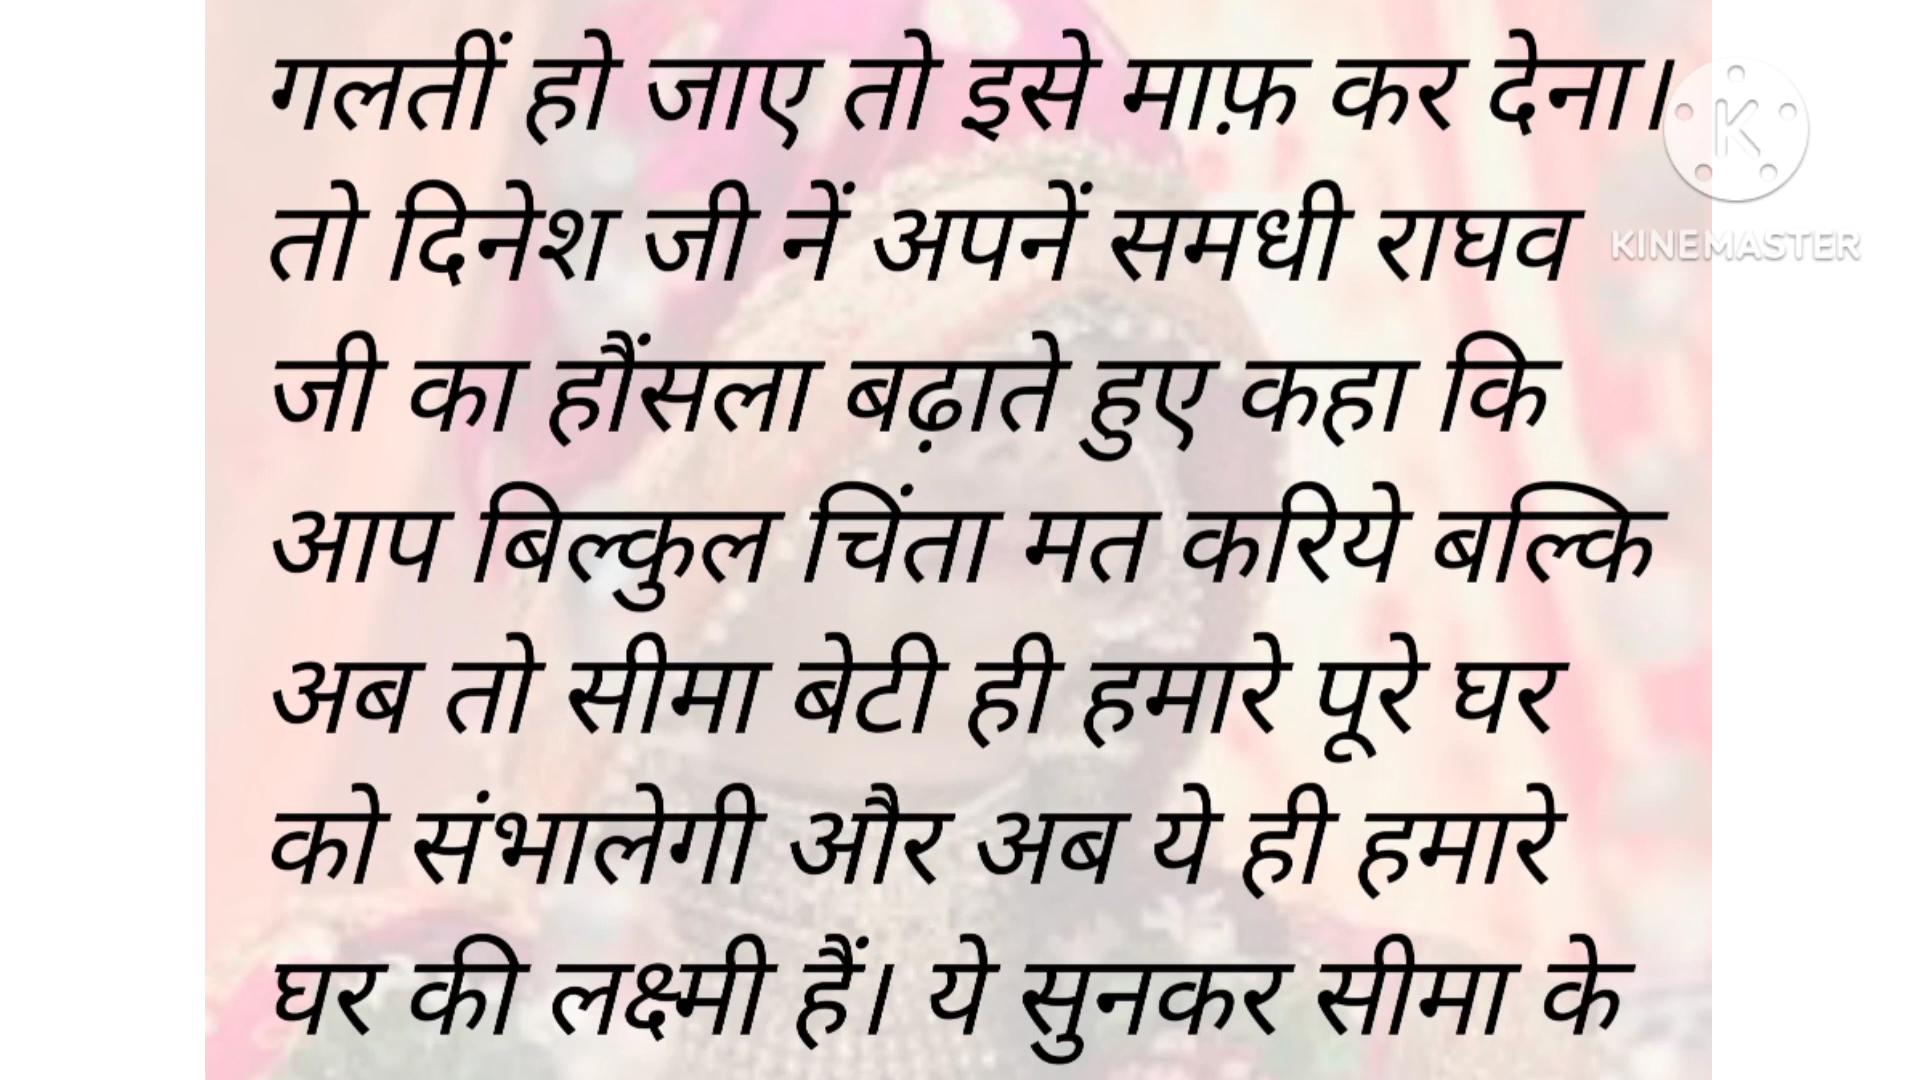 गलतीं हो जाए तो इसे माफ़ कर देना।
तो दिनेश जी नें अपनें समधी राघव
जी का हौंसला बढ़ाते हुए कहा कि
आप बिल्कुल चिंता मत करिये बल्कि
अब तो सीमा बेटी ही हमारे पूरे घर
को संभालेगी और अब ये ही हमारे
घर की लक्ष्मी हैं। ये सुनकर सीमा के
K
KINEMASTER